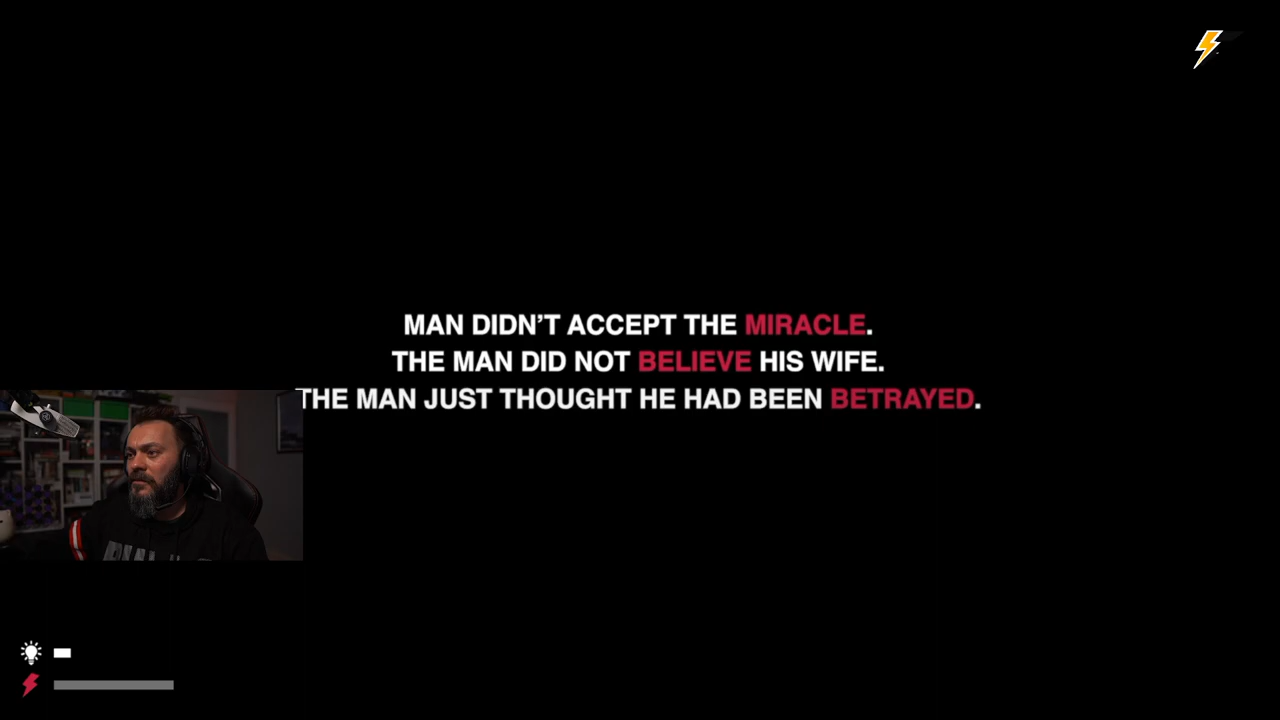 MAN DIDN’T ACCEPT THE MIRACLE.
THE MAN DID NOT BELIEVE HIS WIFE.
THE MAN JUST THOUGHT HE HAD BEEN BETRAYED.